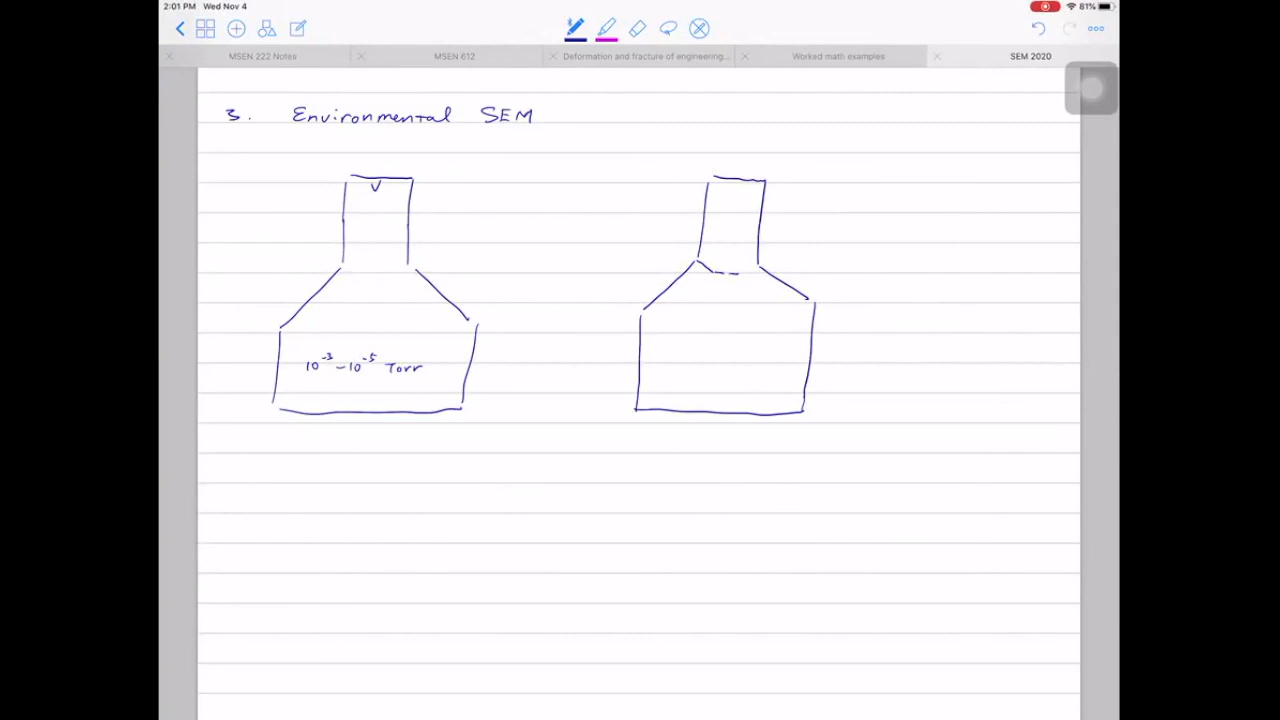 2:01 PM Wed Nov 4
81%
MSEN 222 Notes
MSEN 612
Deformation and fracture of engineering...
Worked math examples
SEM 2020
3. Environmental SEM
V
10⁻³ – 10⁻⁵ Torr